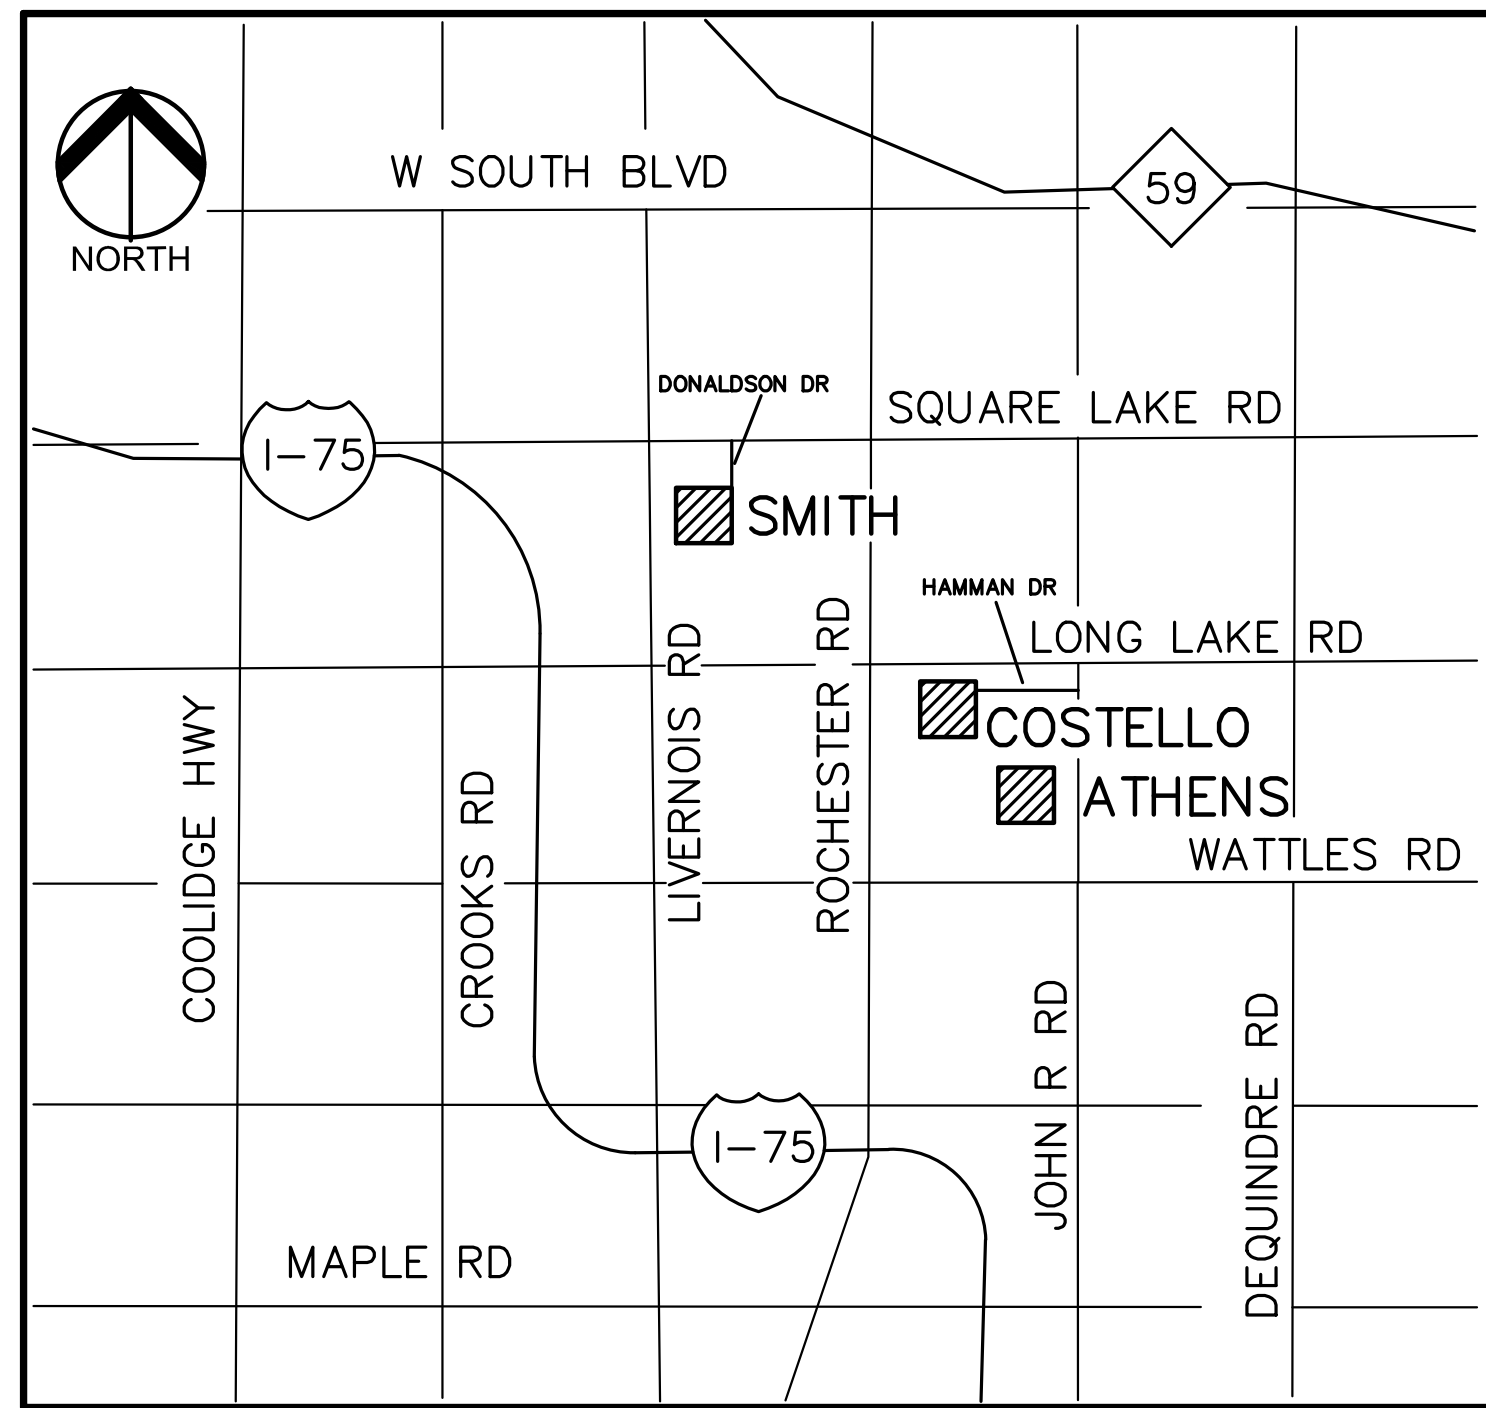 W SOUTH BLVD
59
NORTH
DONALDSON DR
SQUARE LAKE RD
I-75
SMITH
HAMMAN DR
LONG LAKE RD
COSTELLO
ATHENS
WATTLES RD
COOLIDGE HWY
CROOKS RD
LIVERNOIS RD
ROCHESTER RD
JOHN R RD
DEQUINDRE RD
I-75
MAPLE RD